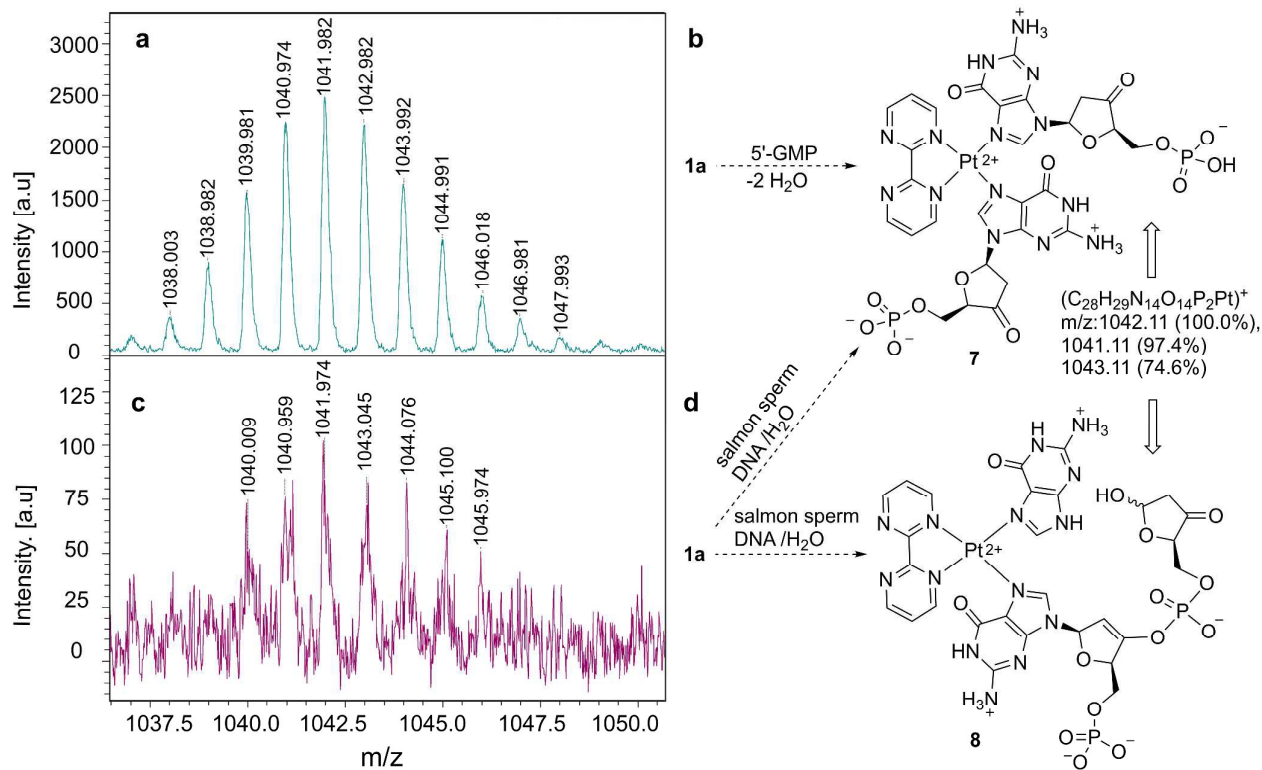 a
Intensity [a.u]
3000
2500
2000
1500
1000
500
0
1038.003
1038.982
1039.981
1040.974
1041.982
1042.982
1043.992
1044.991
1046.018
1046.981
1047.993
c
Intensity. [a.u]
125
100
75
50
25
0
1040.009
1040.959
1041.974
1043.045
1044.076
1045.100
1045.974
1037.5 1040.0 1042.5 1045.0 1047.5 1050.0
m/z
b
1a
5'-GMP
-2 H₂O
N N N N
Pt 2+
+
NH₃
HN
N
O
N
N
O
O
O
O⁻
P
OH
O
N
O
NH
N
N
NH₃
+
O
O
O
O
P
⁻O
O⁻
7
(C₂₈H₂₉N₁₄O₁₄P₂Pt)⁺
m/z:1042.11 (100.0%),
1041.11 (97.4%)
1043.11 (74.6%)
d
salmon sperm
DNA /H₂O
1a
salmon sperm
DNA /H₂O
N N N N
Pt 2+
H
N
+
NH₃
O
N
N
N
H
HO
O
O
O
O
P
O⁻
O
N
O
N
HN
N
N
H₃N
+
O
O
O=P
O⁻
O⁻
8